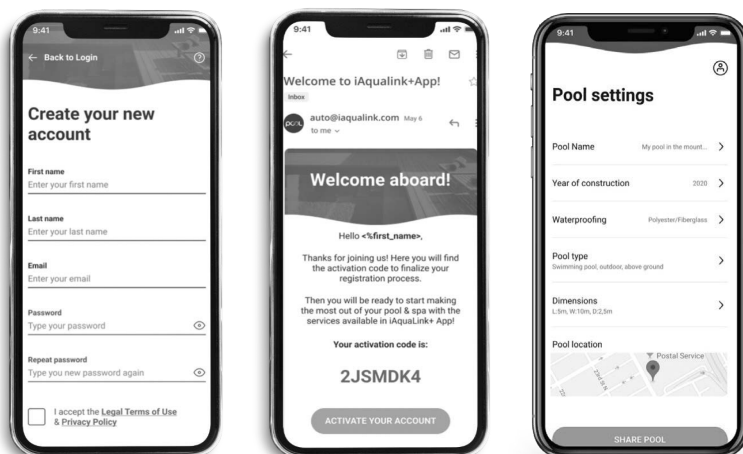 9:41
Back to Login
Create your new
account
First name
Enter your first name
Last name
Enter your last name
Email
Enter your email
Password
Type your password
Repeat password
Type you new password again
I accept the Legal Terms of Use
& Privacy Policy
9:41
Welcome to iAqualink+App!
Inbox
auto@iaqualink.com May 6
to me
Welcome aboard!
Hello <%first_name>,
Thanks for joining us! Here you will find
the activation code to finalize your
registration process.
Then you will be ready to start making
the most out of your pool & spa with the
services available in iAquaLink+ App!
Your activation code is:
2JSMDK4
ACTIVATE YOUR ACCOUNT
9:41
Pool settings
Pool Name My pool in the mount...
Year of construction 2020
Waterproofing Polyester/Fiberglass
Pool type
Swimming pool, outdoor, above ground
Dimensions
L:5m, W:10m, D:2,5m
Pool location
Postal Service
23rd St N
SHARE POOL